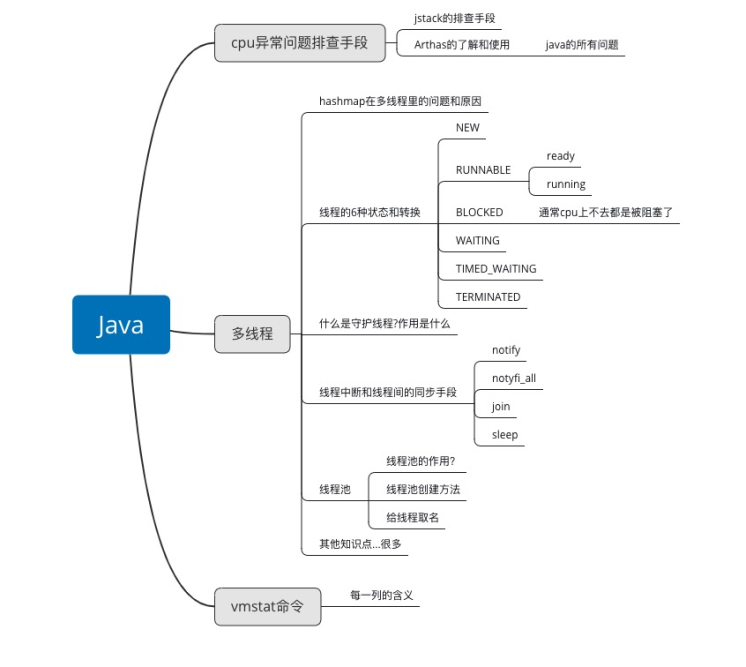 Java
cpu异常问题排查手段
jstack的排查手段
Arthas的了解和使用
java的所有问题
多线程
hashmap在多线程里的问题和原因
线程的6种状态和转换
NEW
RUNNABLE
ready
running
BLOCKED
通常cpu上不去都是被阻塞了
WAITING
TIMED_WAITING
TERMINATED
什么是守护线程?作用是什么
线程中断和线程间的同步手段
notify
notyfi_all
join
sleep
线程池
线程池的作用?
线程池创建方法
给线程取名
其他知识点...很多
vmstat命令
每一列的含义